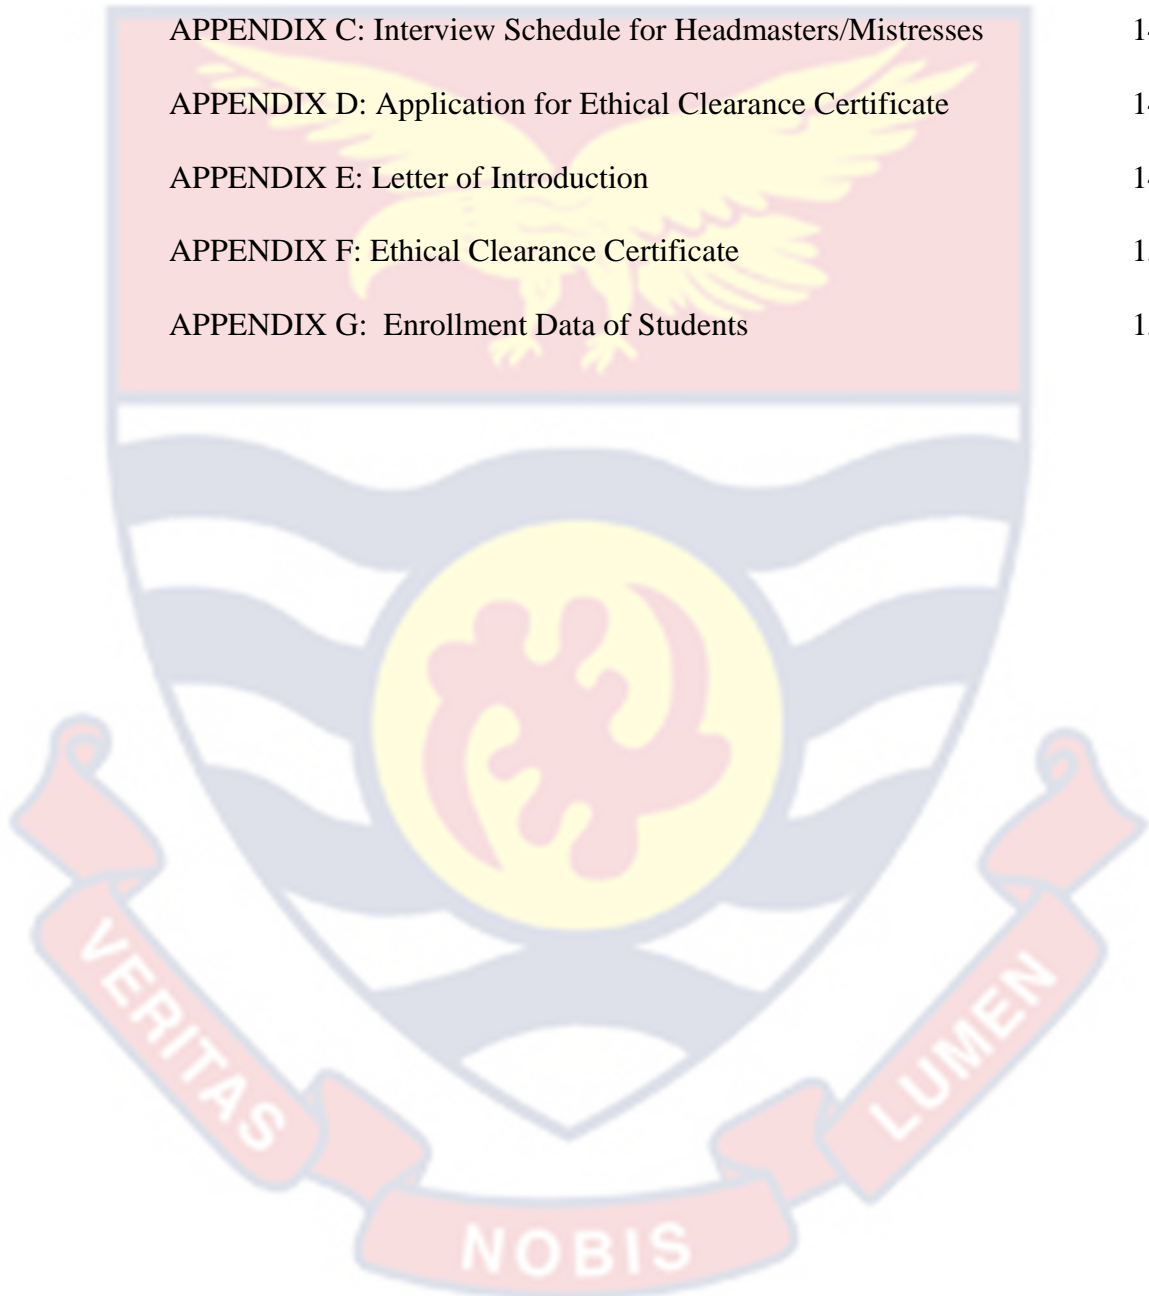 APPENDIX C: Interview Schedule for Headmasters/Mistresses
APPENDIX D: Application for Ethical Clearance Certificate
APPENDIX E: Letter of Introduction
APPENDIX F: Ethical Clearance Certificate
APPENDIX G: Enrollment Data of Students
VERITAS
NOBIS
LUMEN